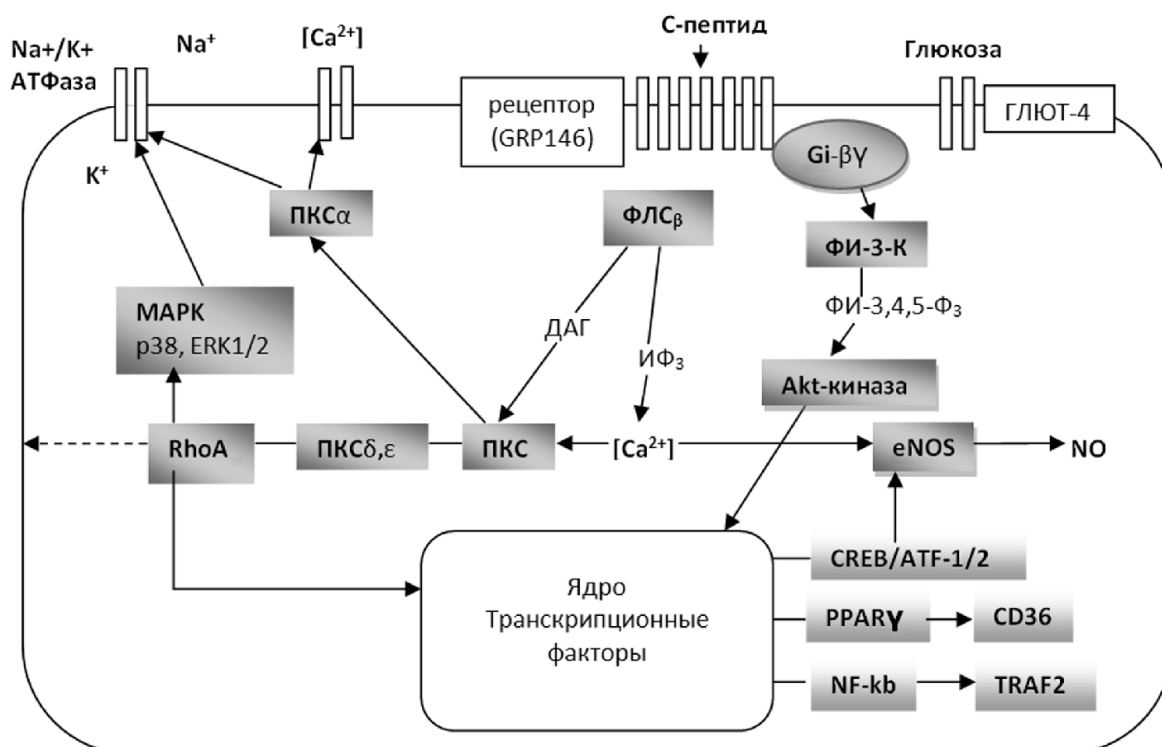 С-пептид
Na+/K+
АТФаза
Na⁺
[Ca²⁺]
Глюкоза
рецептор
(GRP146)
ГЛЮТ-4
Gi-βγ
K⁺
ПКСα
ФЛСβ
ФИ-3-К
МАРК
p38, ERK1/2
ДАГ
ИФ₃
ФИ-3,4,5-Ф₃
Akt-киназа
RhoA
ПКСδ,ε
ПКС
[Ca²⁺]
eNOS
NO
Ядро
Транскрипционные
факторы
CREB/ATF-1/2
PPARγ
CD36
NF-kb
TRAF2